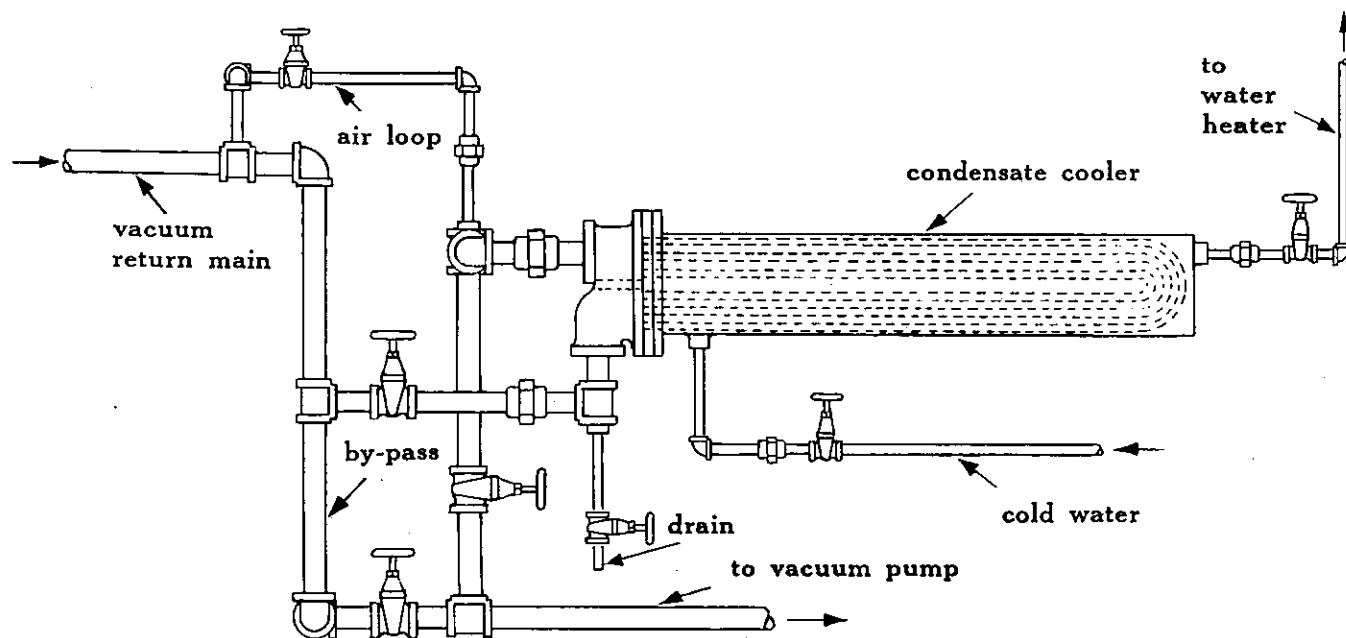 to
water
heater
air loop
condensate cooler
vacuum
return main
by-pass
cold water
drain
to vacuum pump